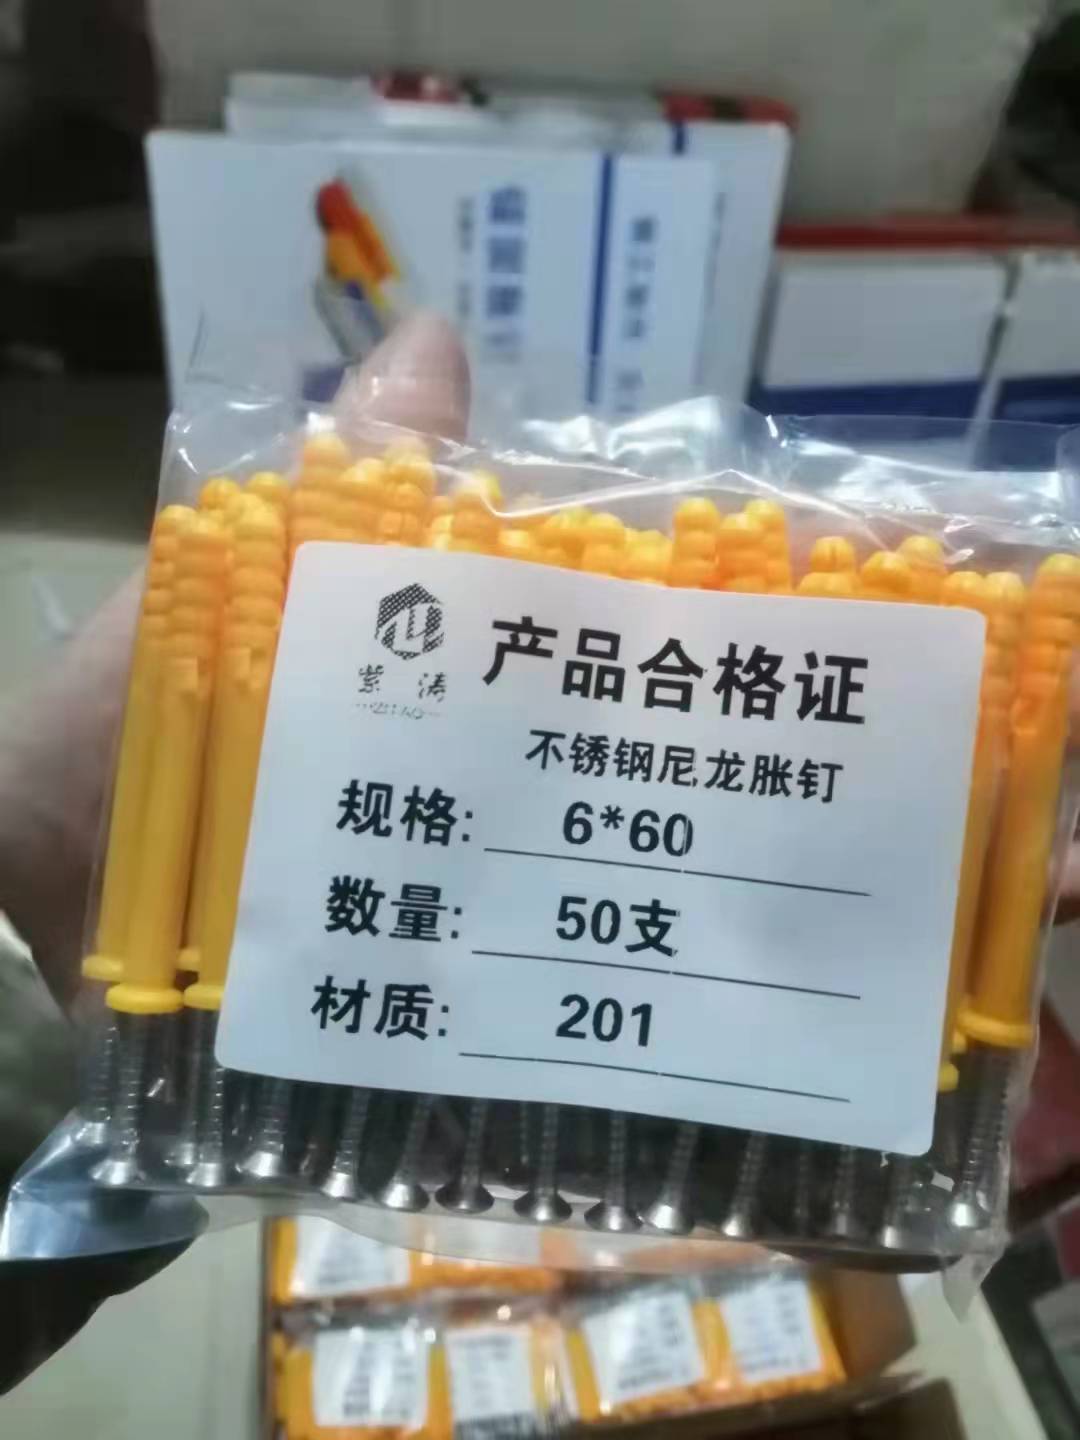 紫涛
产品合格证
不锈钢尼龙胀钉
规格: 6*60
数量: 50支
材质: 201